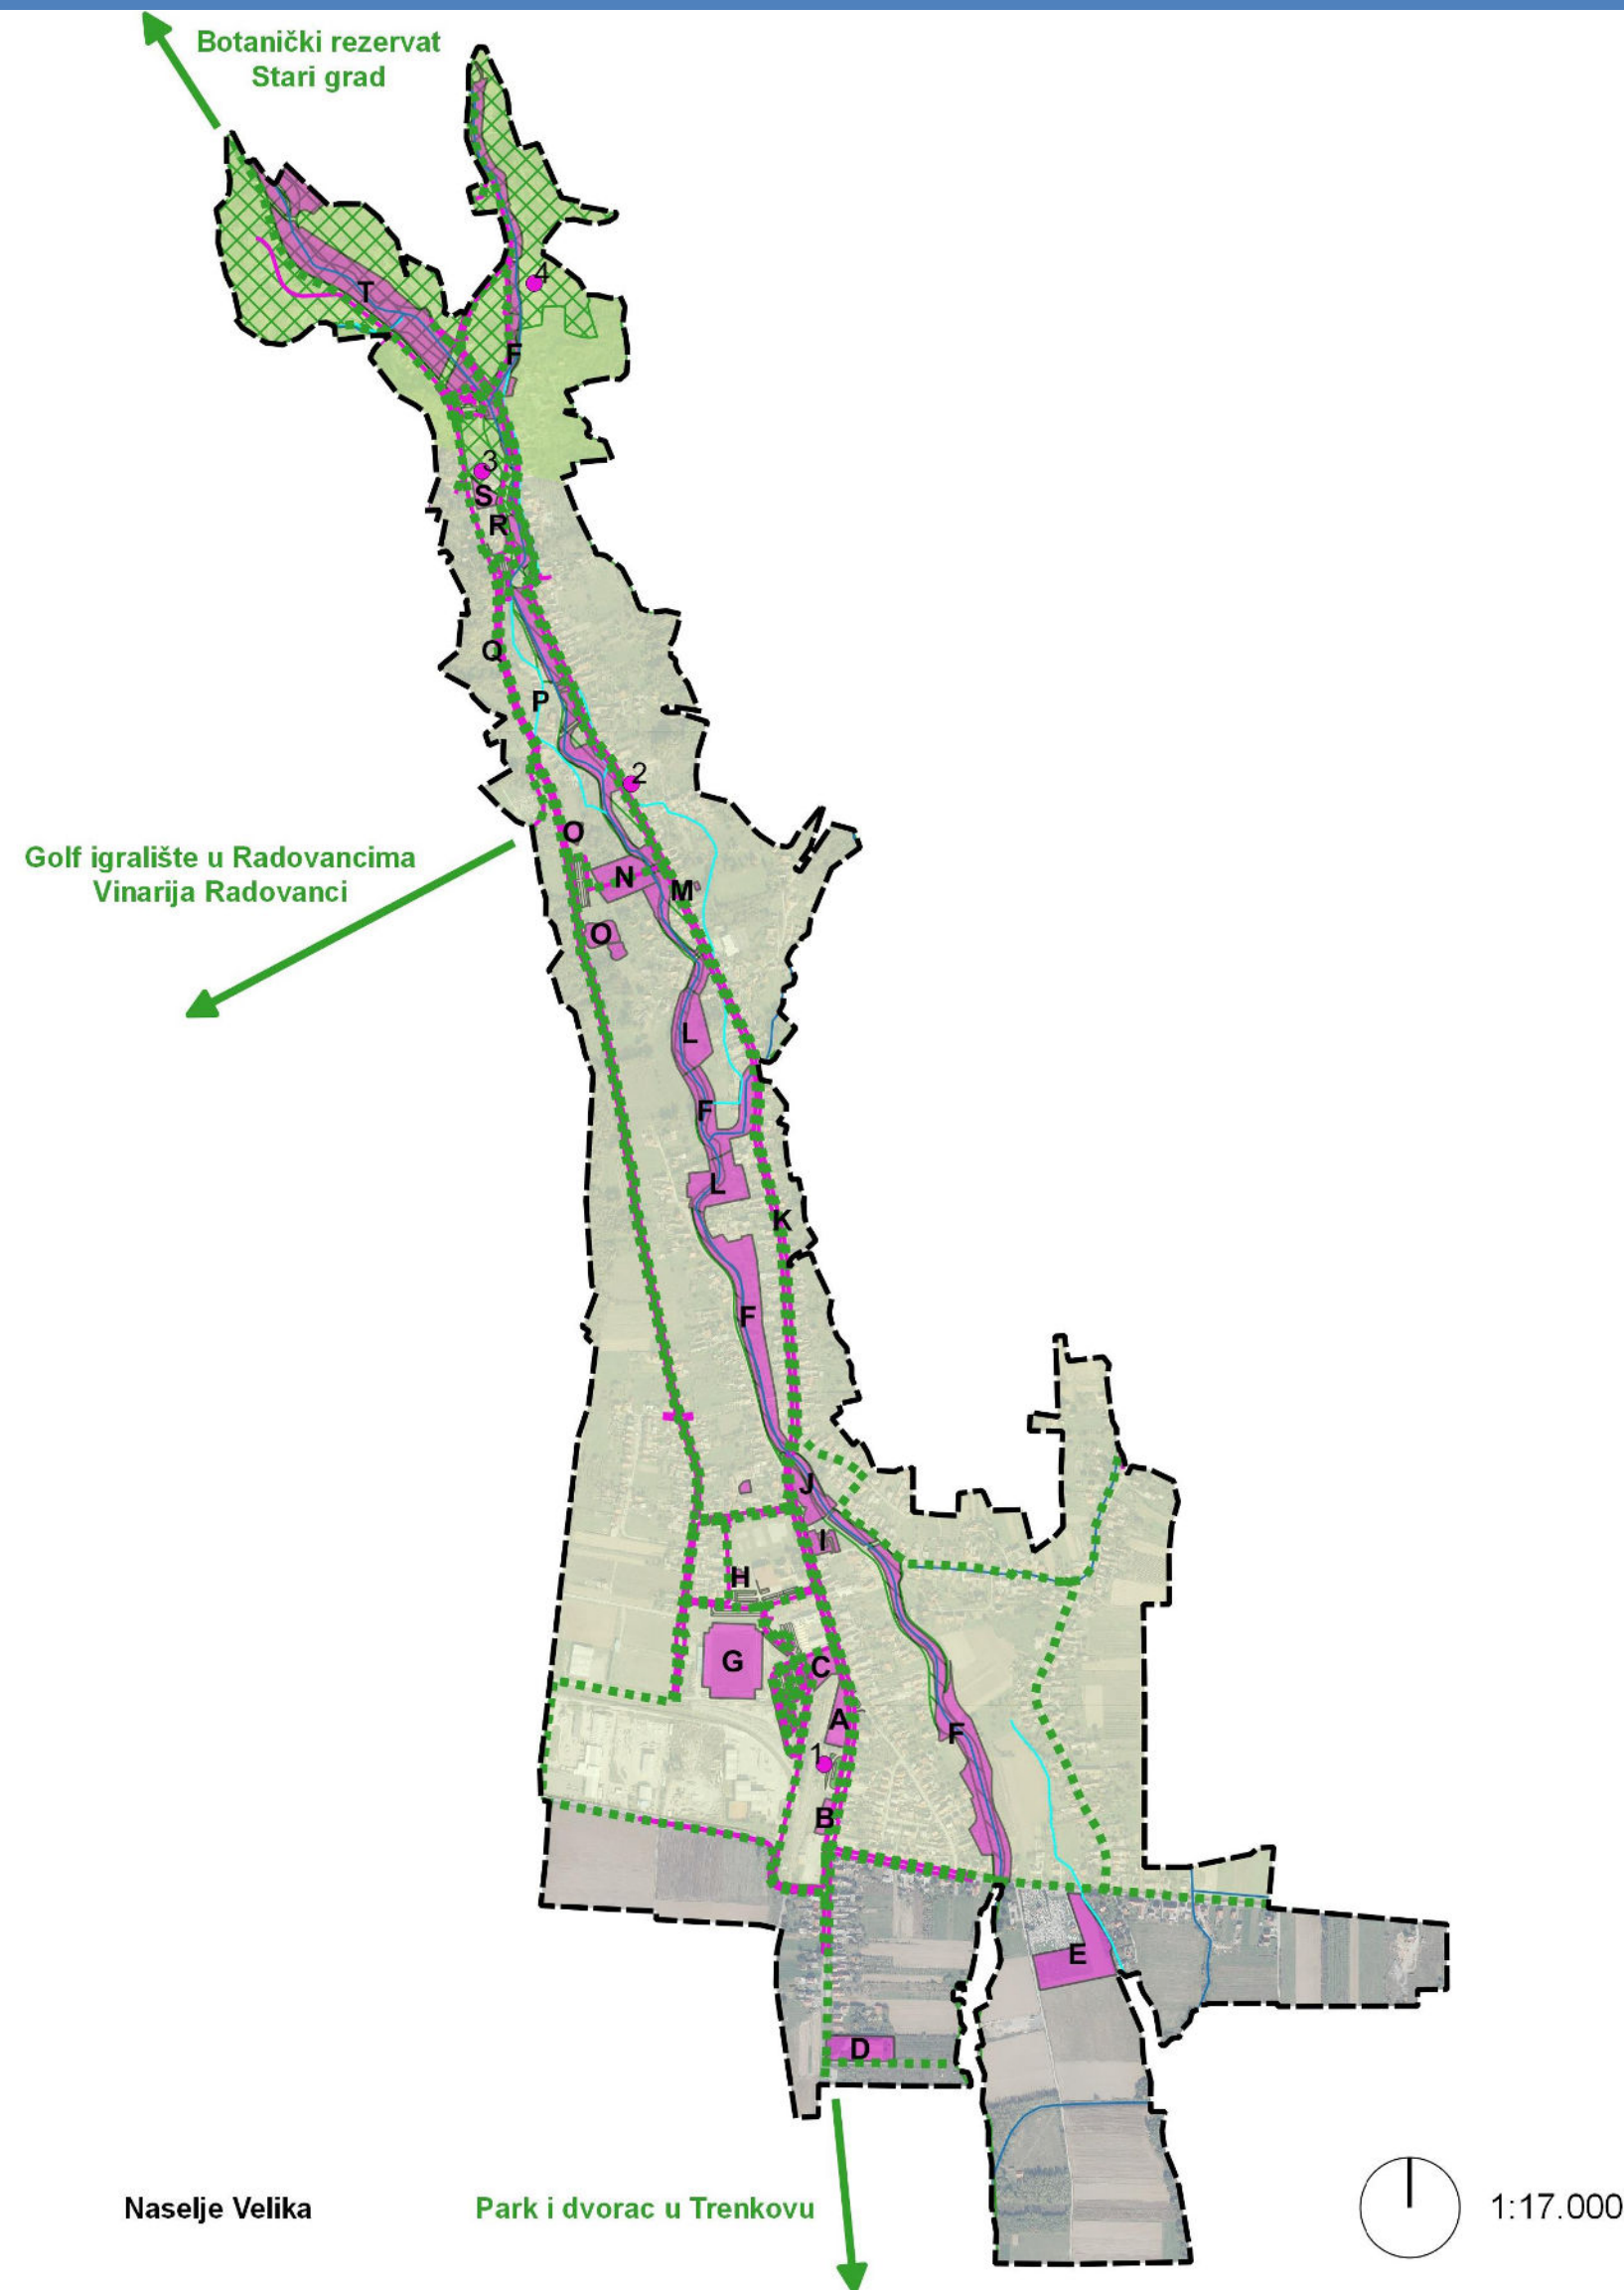 Botanički rezervat
Stari grad
4
T
F
3
S
R
Q
P
2
O
Golf igralište u Radovancima
Vinarija Radovanci
N
M
O
L
F
L
K
F
J
I
H
G
C
A
F
1
B
E
D
Naselje Velika
Park i dvorac u Trenkovu
1:17.000